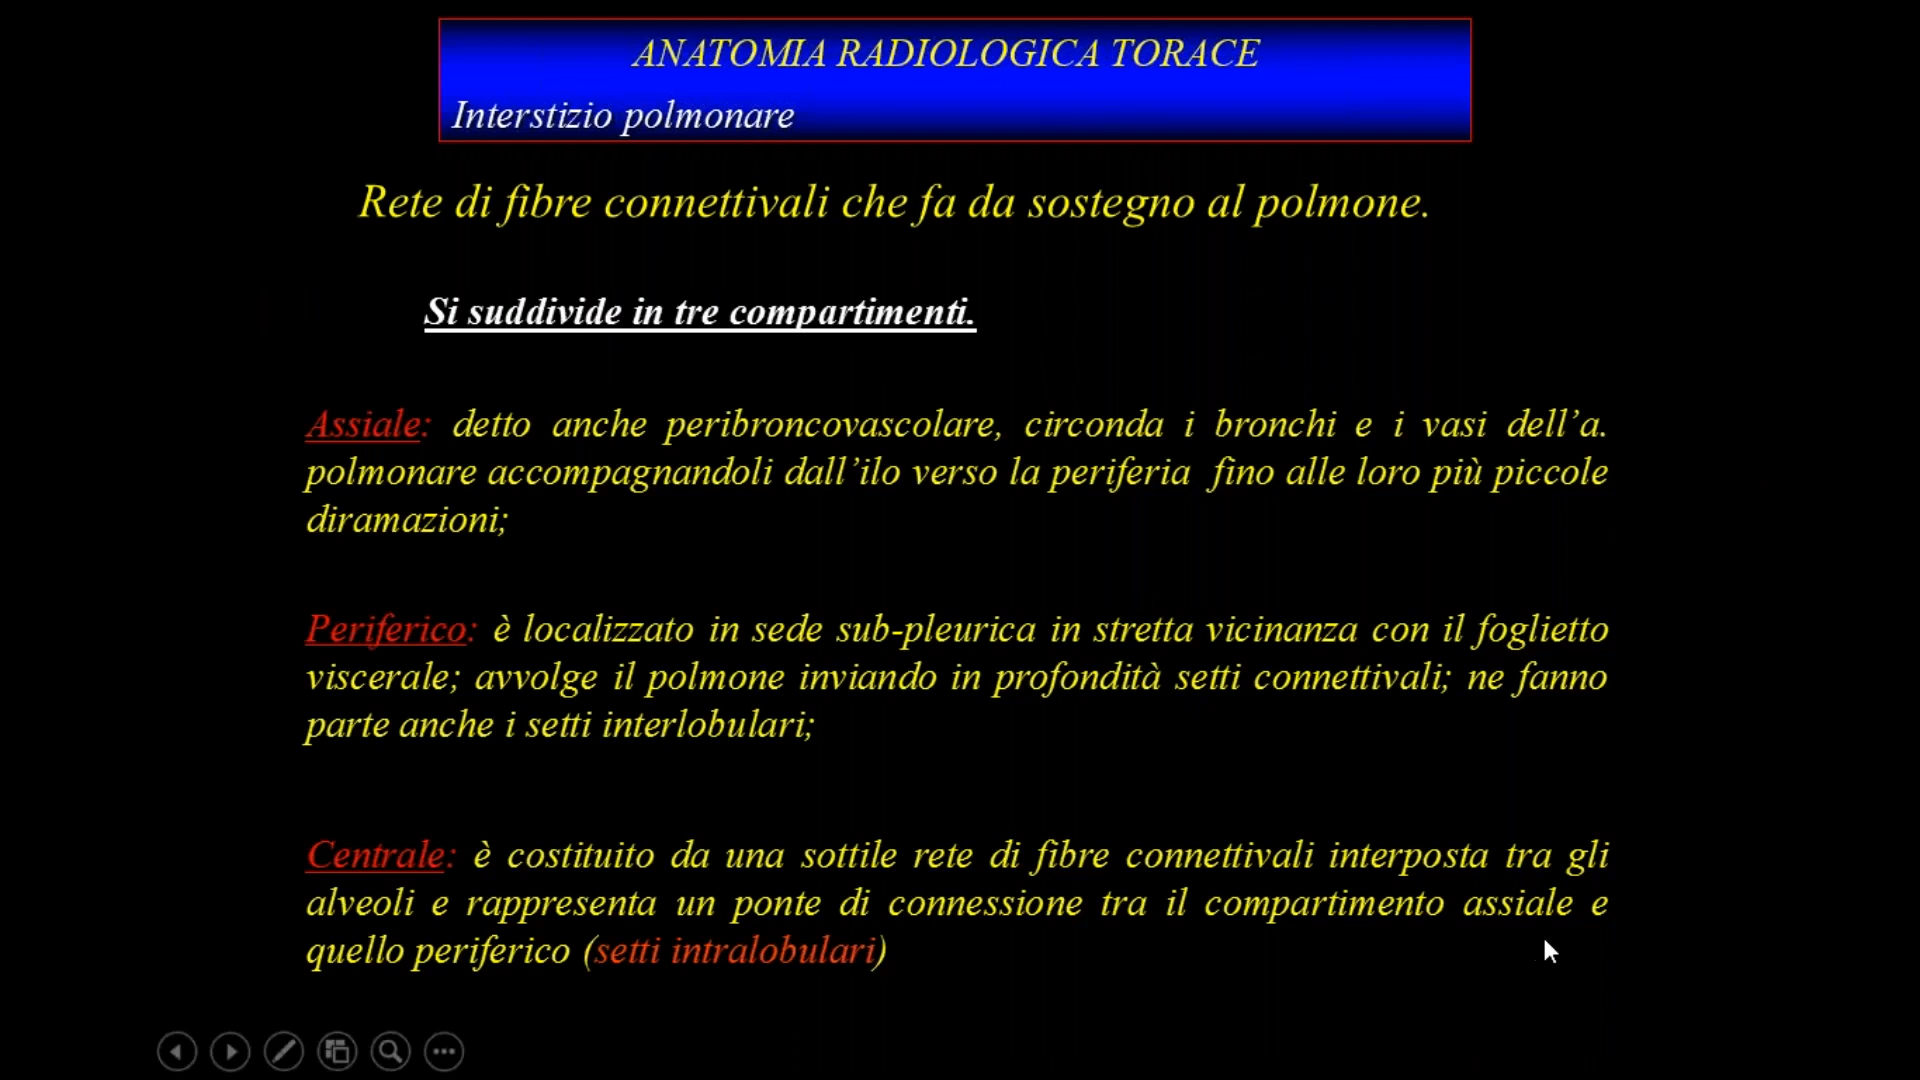 ANATOMIA RADIOLOGICA TORACE
Interstizio polmonare
Rete di fibre connettivali che fa da sostegno al polmone.
Si suddivide in tre compartimenti.
Assiale: detto anche peribroncovascolare, circonda i bronchi e i vasi dell’a.
polmonare accompagnandoli dall’ilo verso la periferia fino alle loro più piccole
diramazioni;
Periferico: è localizzato in sede sub-pleurica in stretta vicinanza con il foglietto
viscerale; avvolge il polmone inviando in profondità setti connettivali; ne fanno
parte anche i setti interlobulari;
Centrale: è costituito da una sottile rete di fibre connettivali interposta tra gli
alveoli e rappresenta un ponte di connessione tra il compartimento assiale e
quello periferico (setti intralobulari)